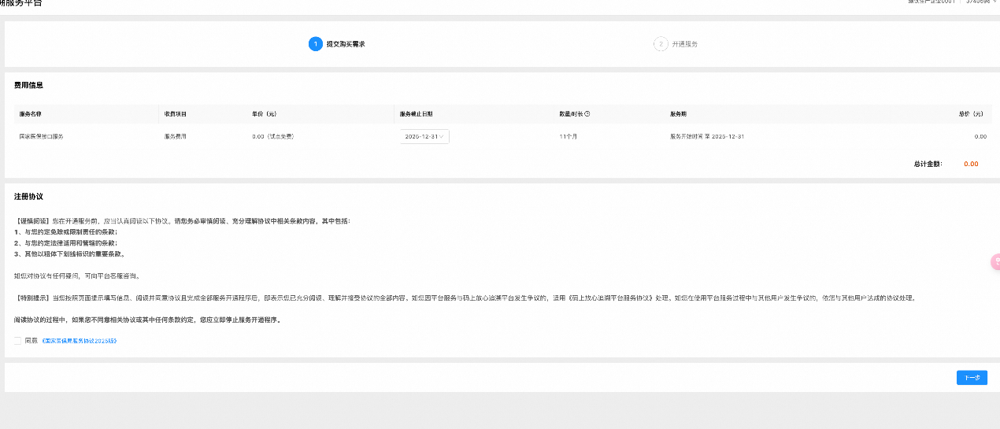 服务平台
测试生产企业0001 3740596
1 提交购买需求
2 开通服务
费用信息
服务名称 收费项目 单价（元） 服务截止日期 数量/时长 服务期 总价（元）
国家医保接口服务 服务费用 0.00（试点免费） 2025-12-31 11个月 服务开始时间 至 2025-12-31 0.00
总计金额： 0.00
注册协议
【谨慎阅读】您在开通服务前，应当认真阅读以下协议。请您务必审慎阅读、充分理解协议中相关条款内容，其中包括：
1、与您约定免除或限制责任的条款；
2、与您约定法律适用和管辖的条款；
3、其他以粗体下划线标识的重要条款。
如您对协议有任何疑问，可向平台客服咨询。
【特别提示】当您按照页面提示填写信息、阅读并同意协议且完成全部服务开通程序后，即表示您已充分阅读、理解并接受协议的全部内容。如您因平台服务与码上放心追溯平台发生争议的，适用《码上放心追溯平台服务协议》处理。如您在使用平台服务过程中与其他用户发生争议的，依您与其他用户达成的协议处理。
阅读协议的过程中，如果您不同意相关协议或其中任何条款约定，您应立即停止服务开通程序。
同意 《国家医保局服务协议2025版》
下一步